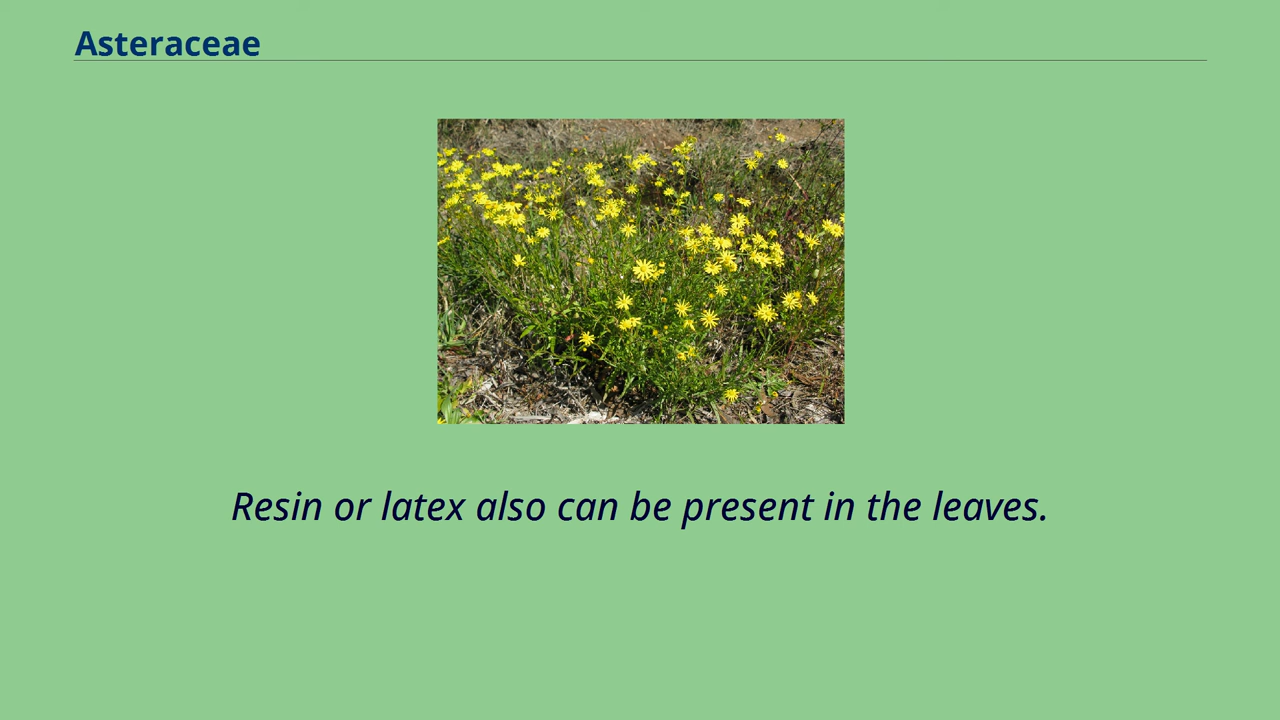 Asteraceae
Resin or latex also can be present in the leaves.